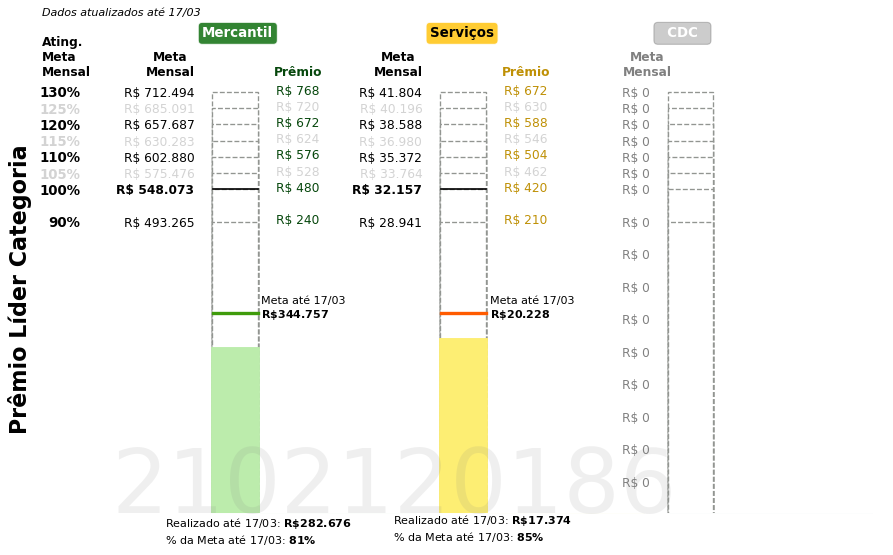 Dados atualizados até 17/03
Mercantil Serviços CDC
Ating. Meta Mensal
Meta Mensal Prêmio Meta Mensal Prêmio Meta Mensal
130% R$ 712.494 R$ 768 R$ 41.804 R$ 672 R$ 0
125% R$ 685.091 R$ 720 R$ 40.196 R$ 630 R$ 0
120% R$ 657.687 R$ 672 R$ 38.588 R$ 588 R$ 0
115% R$ 630.283 R$ 624 R$ 36.980 R$ 546 R$ 0
110% R$ 602.880 R$ 576 R$ 35.372 R$ 504 R$ 0
105% R$ 575.476 R$ 528 R$ 33.764 R$ 462 R$ 0
100% R$ 548.073 R$ 480 R$ 32.157 R$ 420 R$ 0
90% R$ 493.265 R$ 240 R$ 28.941 R$ 210 R$ 0
R$ 0
R$ 0
Meta até 17/03 Meta até 17/03
R$344.757 R$20.228
R$ 0
R$ 0
R$ 0
R$ 0
R$ 0
R$ 0
Prêmio Líder Categoria
2102120186
Realizado até 17/03: R$282.676 Realizado até 17/03: R$17.374
% da Meta até 17/03: 81% % da Meta até 17/03: 85%